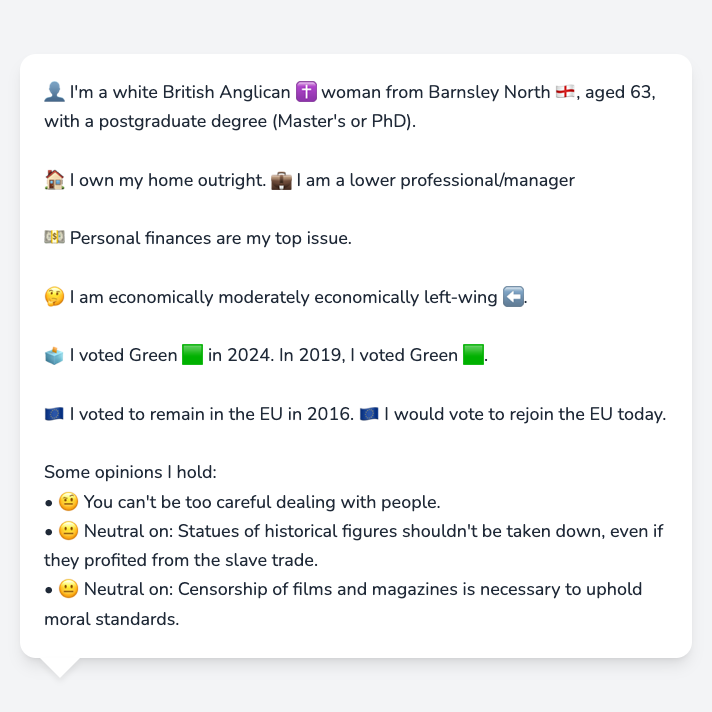 👤 I'm a white British Anglican ✝️ woman from Barnsley North 🏴󠁧󠁢󠁥󠁮󠁧󠁿, aged 63,
with a postgraduate degree (Master's or PhD).
🏠 I own my home outright. 💼 I am a lower professional/manager
💵 Personal finances are my top issue.
🤔 I am economically moderately economically left-wing ⬅️.
🗳️ I voted Green 🟩 in 2024. In 2019, I voted Green 🟩.
🇪🇺 I voted to remain in the EU in 2016. 🇪🇺 I would vote to rejoin the EU today.
Some opinions I hold:
• 🤨 You can't be too careful dealing with people.
• 😐 Neutral on: Statues of historical figures shouldn't be taken down, even if
they profited from the slave trade.
• 😐 Neutral on: Censorship of films and magazines is necessary to uphold
moral standards.